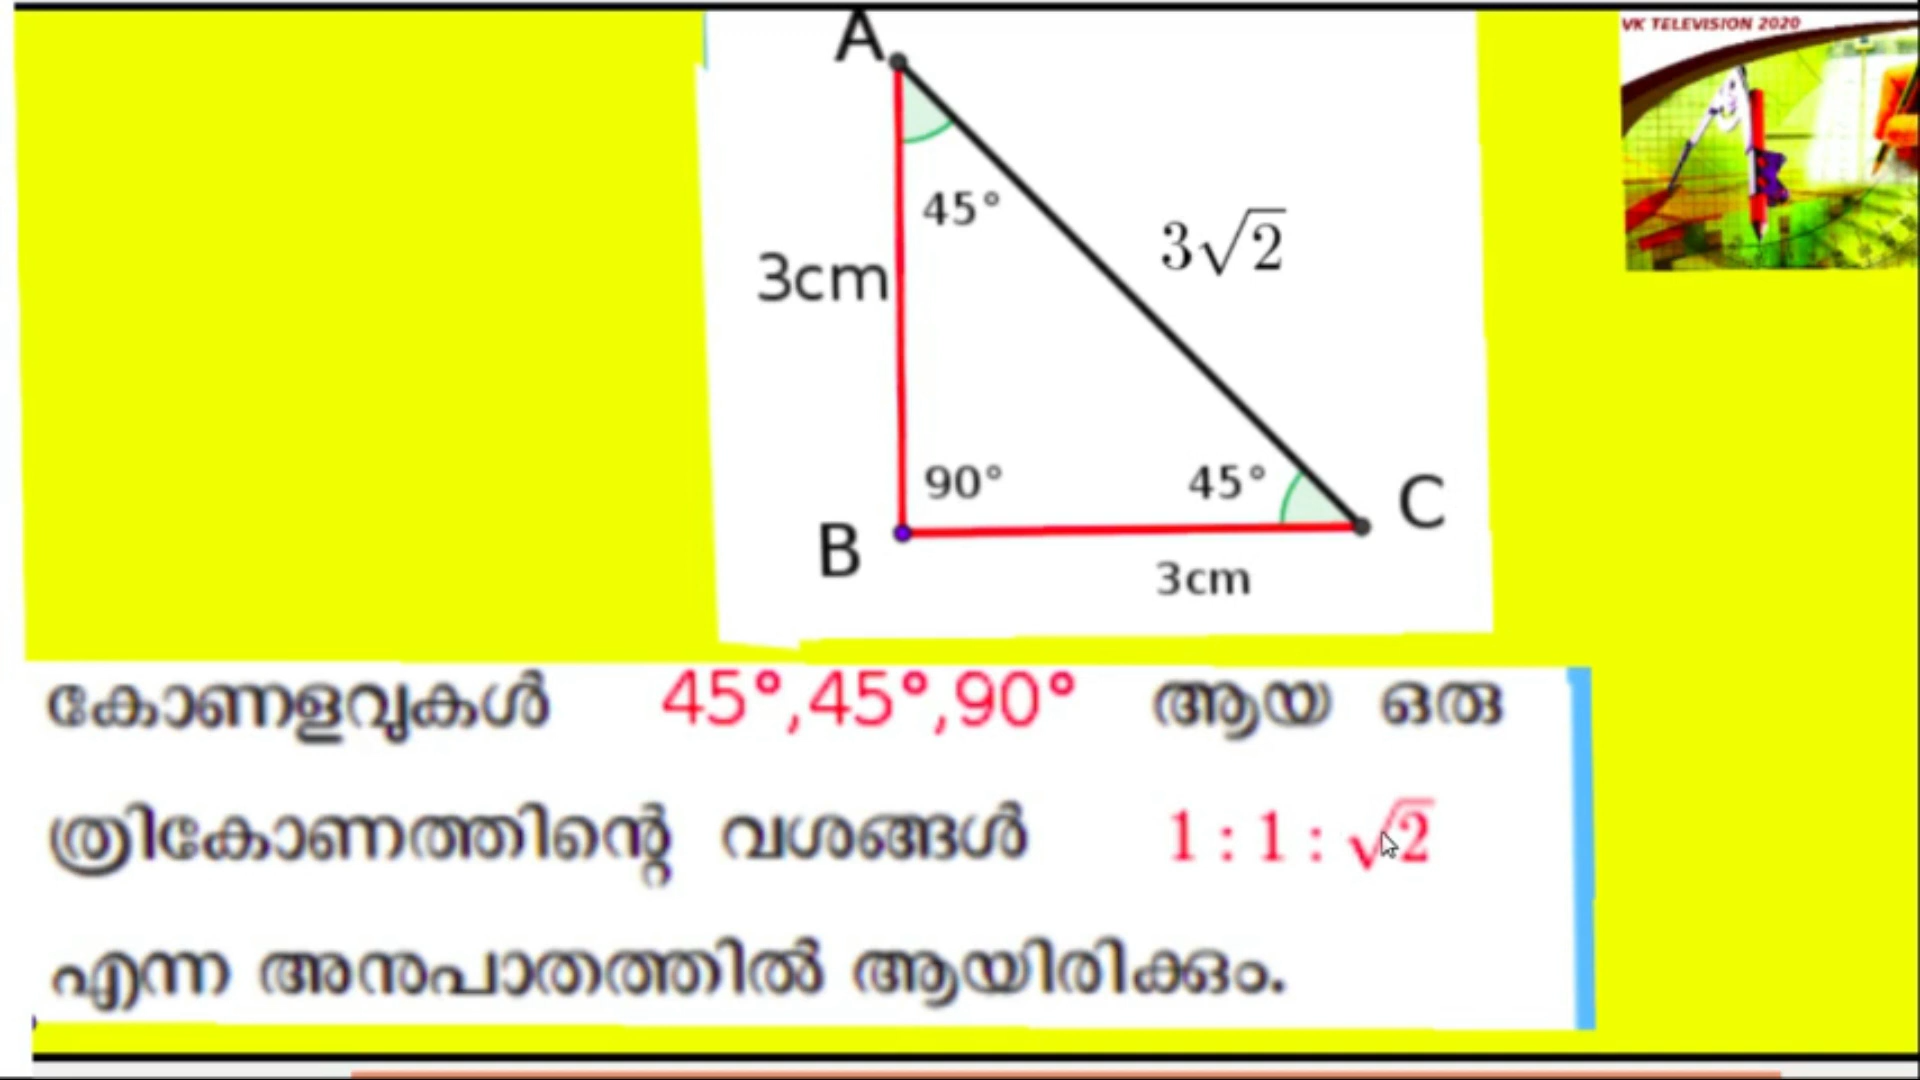 VK TELEVISION 2020
A
45°
3√2
3cm
90°
45°
C
B
3cm
കോണളവുകൾ 45°,45°,90° ആയ ഒരു
ത്രികോണത്തിന്റെ വശങ്ങൾ 1 : 1 : √2
എന്ന അനുപാതത്തിൽ ആയിരിക്കും.